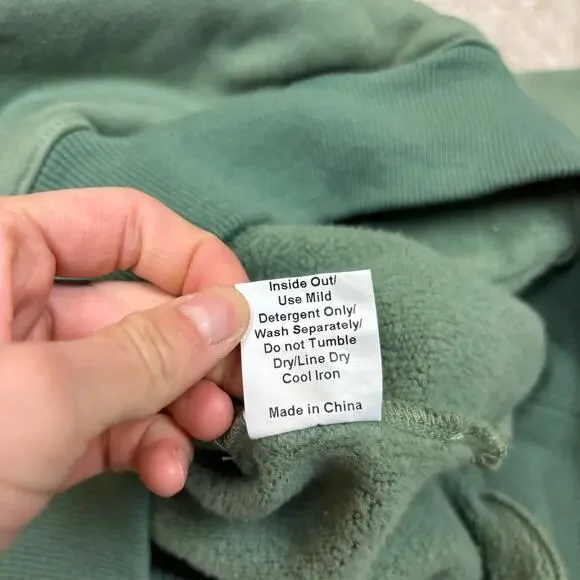 Inside Out/
Use Mild
Detergent Only/
Wash Separately/
Do not Tumble
Dry/Line Dry
Cool Iron
Made in China